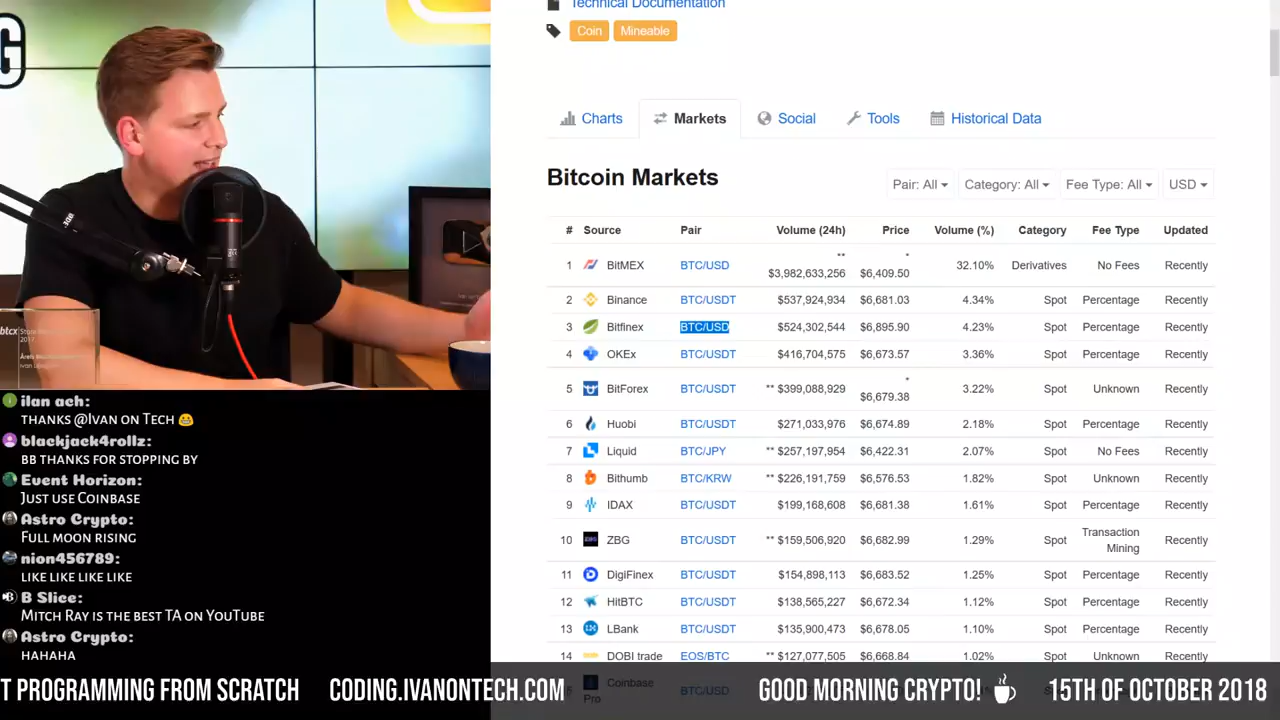 G
Technical Documentation
Coin
Mineable
Charts
Markets
Social
Tools
Historical Data
Bitcoin Markets
Pair: All
Category: All
Fee Type: All
USD
# Source Pair Volume (24h) Price Volume (%) Category Fee Type Updated
1 BitMEX BTC/USD ** $3,982,633,256 * $6,409.50 32.10% Derivatives No Fees Recently
2 Binance BTC/USDT $537,924,934 $6,681.03 4.34% Spot Percentage Recently
3 Bitfinex BTC/USD $524,302,544 $6,895.90 4.23% Spot Percentage Recently
4 OKEx BTC/USDT $416,704,575 $6,673.57 3.36% Spot Percentage Recently
5 BitForex BTC/USDT ** $399,088,929 * $6,679.38 3.22% Spot Unknown Recently
6 Huobi BTC/USDT $271,033,976 $6,674.89 2.18% Spot Percentage Recently
7 Liquid BTC/JPY ** $257,197,954 $6,422.31 2.07% Spot No Fees Recently
8 Bithumb BTC/KRW ** $226,191,759 $6,576.53 1.82% Spot Unknown Recently
9 IDAX BTC/USDT $199,168,608 $6,681.38 1.61% Spot Percentage Recently
10 ZBG BTC/USDT ** $159,506,920 $6,682.99 1.29% Spot Transaction Mining Recently
11 DigiFinex BTC/USDT $154,898,113 $6,683.52 1.25% Spot Percentage Recently
12 HitBTC BTC/USDT $138,565,227 $6,672.34 1.12% Spot Percentage Recently
13 LBank BTC/USDT $135,900,473 $6,678.05 1.10% Spot Percentage Recently
14 DOBI trade EOS/BTC ** $127,077,505 $6,668.84 1.02% Spot Unknown Recently
Coinbase Pro BTC/USD
btcx
ilan ach:
THANKS @IVAN ON TECH 😁
blackjack4rollz:
BB THANKS FOR STOPPING BY
Event Horizon:
JUST USE COINBASE
Astro Crypto:
FULL MOON RISING
nion456789:
LIKE LIKE LIKE LIKE
B Slice:
MITCH RAY IS THE BEST TA ON YOUTUBE
Astro Crypto:
HAHAHA
T PROGRAMMING FROM SCRATCH CODING.IVANONTECH.COM GOOD MORNING CRYPTO! 15TH OF OCTOBER 2018